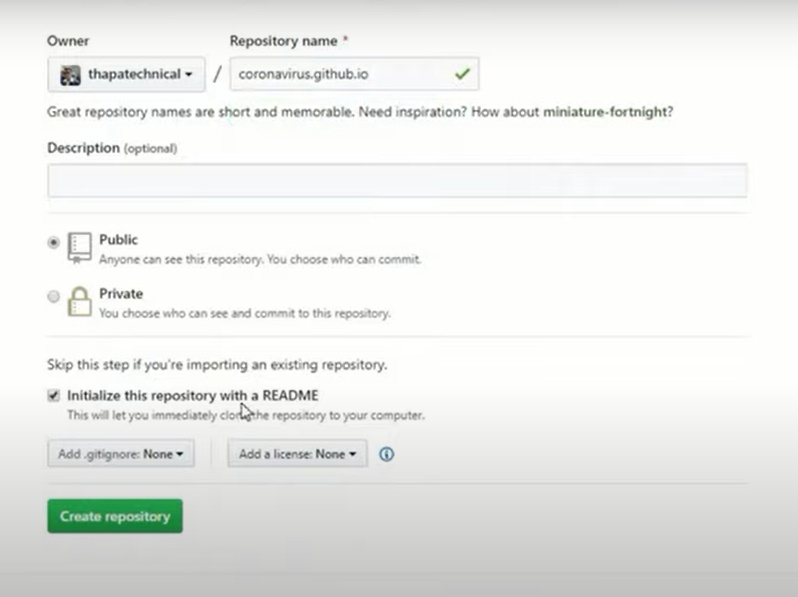 Owner
Repository name *
thapatechnical
/
coronavirus.github.io
Great repository names are short and memorable. Need inspiration? How about miniature-fortnight?
Description (optional)
Public
Anyone can see this repository. You choose who can commit.
Private
You choose who can see and commit to this repository.
Skip this step if you're importing an existing repository.
Initialize this repository with a README
This will let you immediately clone the repository to your computer.
Add .gitignore: None
Add a license: None
Create repository